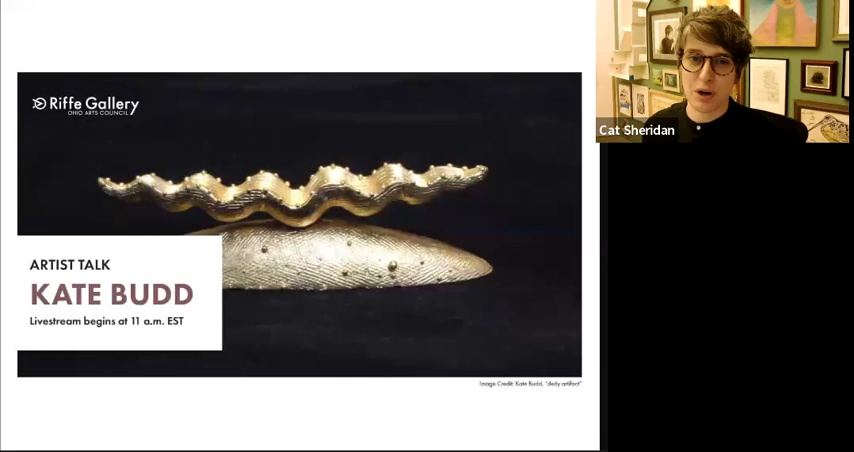 Riffe Gallery
OHIO ARTS COUNCIL
ARTIST TALK
KATE BUDD
Livestream begins at 11 a.m. EST
Image Credit: Kate Budd, "deity artifact"
Cat Sheridan